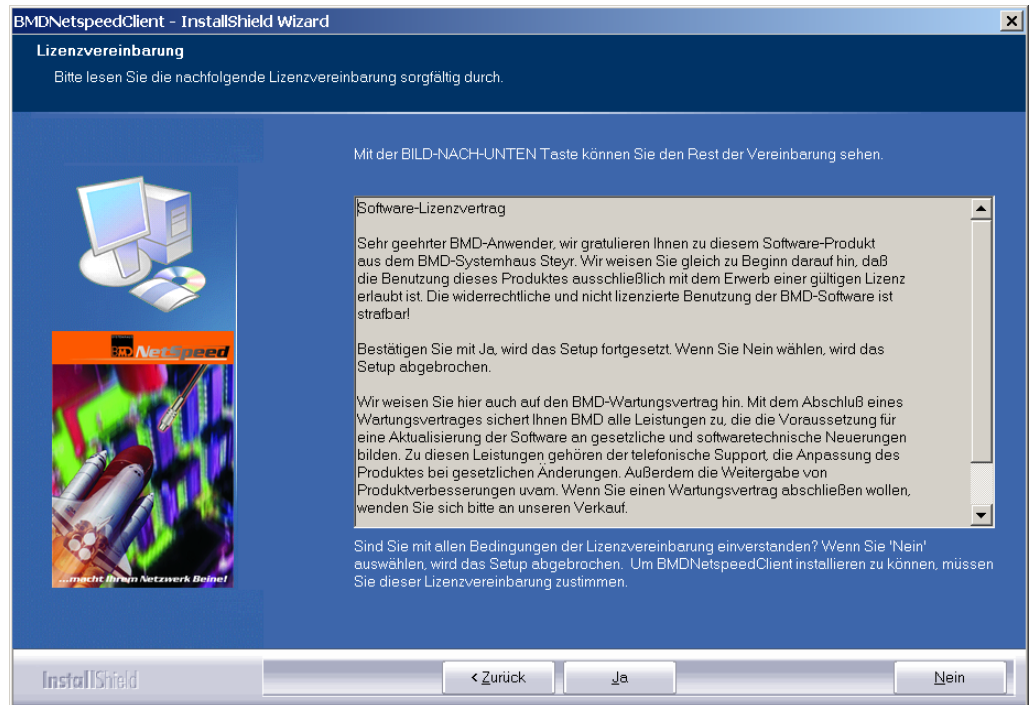 BMDNetspeedClient - InstallShield Wizard
Lizenzvereinbarung
Bitte lesen Sie die nachfolgende Lizenzvereinbarung sorgfältig durch.
Mit der BILD-NACH-UNTEN Taste können Sie den Rest der Vereinbarung sehen.
Software-Lizenzvertrag
Sehr geehrter BMD-Anwender, wir gratulieren Ihnen zu diesem Software-Produkt
aus dem BMD-Systemhaus Steyr. Wir weisen Sie gleich zu Beginn darauf hin, daß
die Benutzung dieses Produktes ausschließlich mit dem Erwerb einer gültigen Lizenz
erlaubt ist. Die widerrechtliche und nicht lizenzierte Benutzung der BMD-Software ist
strafbar!
Bestätigen Sie mit Ja, wird das Setup fortgesetzt. Wenn Sie Nein wählen, wird das
Setup abgebrochen.
Wir weisen Sie hier auch auf den BMD-Wartungsvertrag hin. Mit dem Abschluß eines
Wartungsvertrages sichert Ihnen BMD alle Leistungen zu, die die Voraussetzung für
eine Aktualisierung der Software an gesetzliche und softwaretechnische Neuerungen
bilden. Zu diesen Leistungen gehören der telefonische Support, die Anpassung des
Produktes bei gesetzlichen Änderungen. Außerdem die Weitergabe von
Produktverbesserungen uvam. Wenn Sie einen Wartungsvertrag abschließen wollen,
wenden Sie sich bitte an unseren Verkauf.
Sind Sie mit allen Bedingungen der Lizenzvereinbarung einverstanden? Wenn Sie 'Nein'
auswählen, wird das Setup abgebrochen. Um BMDNetspeedClient installieren zu können, müssen
Sie dieser Lizenzvereinbarung zustimmen.
BMD NetSpeed
...macht Ihrem Netzwerk Beine!
InstallShield
< Zurück
Ja
Nein